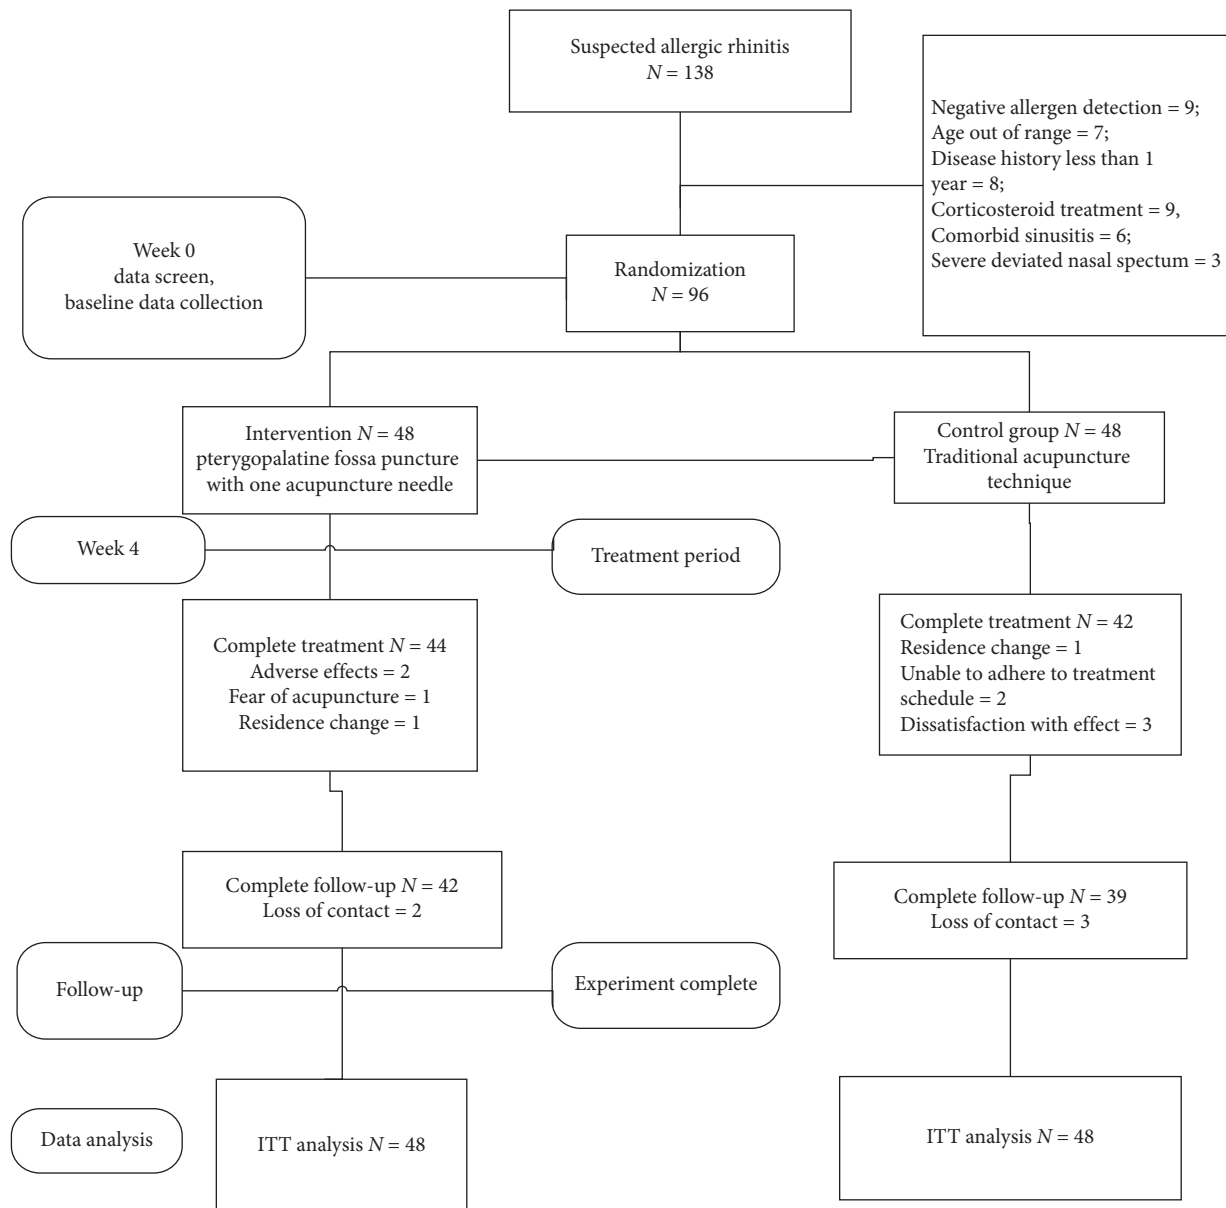 Suspected allergic rhinitis
N = 138
Negative allergen detection = 9;
Age out of range = 7;
Disease history less than 1
year = 8;
Corticosteroid treatment = 9,
Comorbid sinusitis = 6;
Severe deviated nasal spectum = 3
Week 0
data screen,
baseline data collection
Randomization
N = 96
Intervention N = 48
pterygopalatine fossa puncture
with one acupuncture needle
Control group N = 48
Traditional acupuncture
technique
Week 4
Treatment period
Complete treatment N = 44
Adverse effects = 2
Fear of acupuncture = 1
Residence change = 1
Complete treatment N = 42
Residence change = 1
Unable to adhere to treatment
schedule = 2
Dissatisfaction with effect = 3
Complete follow-up N = 42
Loss of contact = 2
Complete follow-up N = 39
Loss of contact = 3
Follow-up
Experiment complete
Data analysis
ITT analysis N = 48
ITT analysis N = 48